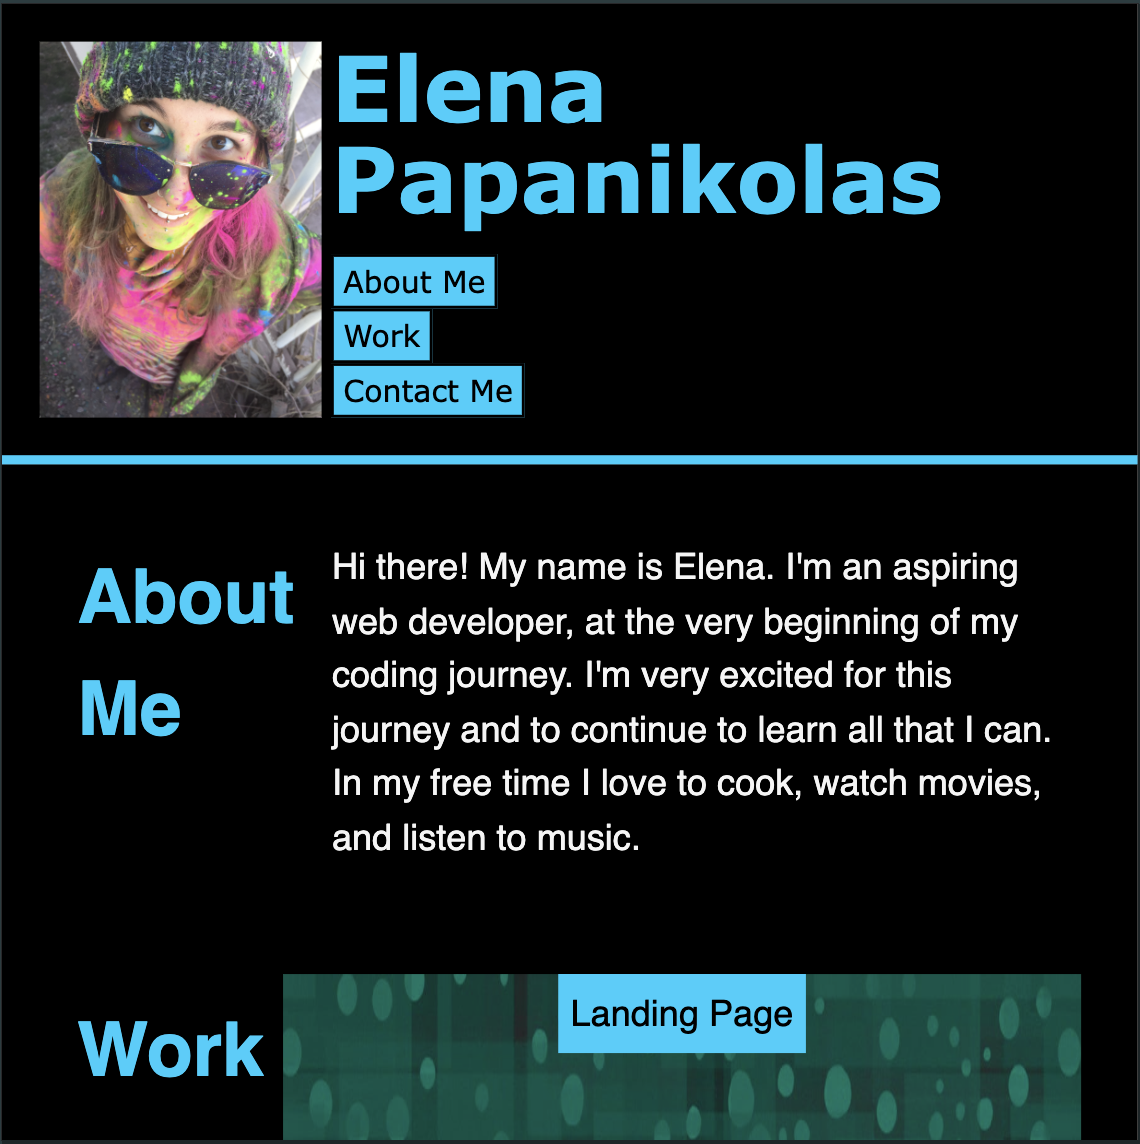 Elena
Papanikolas
About Me
Work
Contact Me
About
Me
Hi there! My name is Elena. I'm an aspiring
web developer, at the very beginning of my
coding journey. I'm very excited for this
journey and to continue to learn all that I can.
In my free time I love to cook, watch movies,
and listen to music.
Work
Landing Page